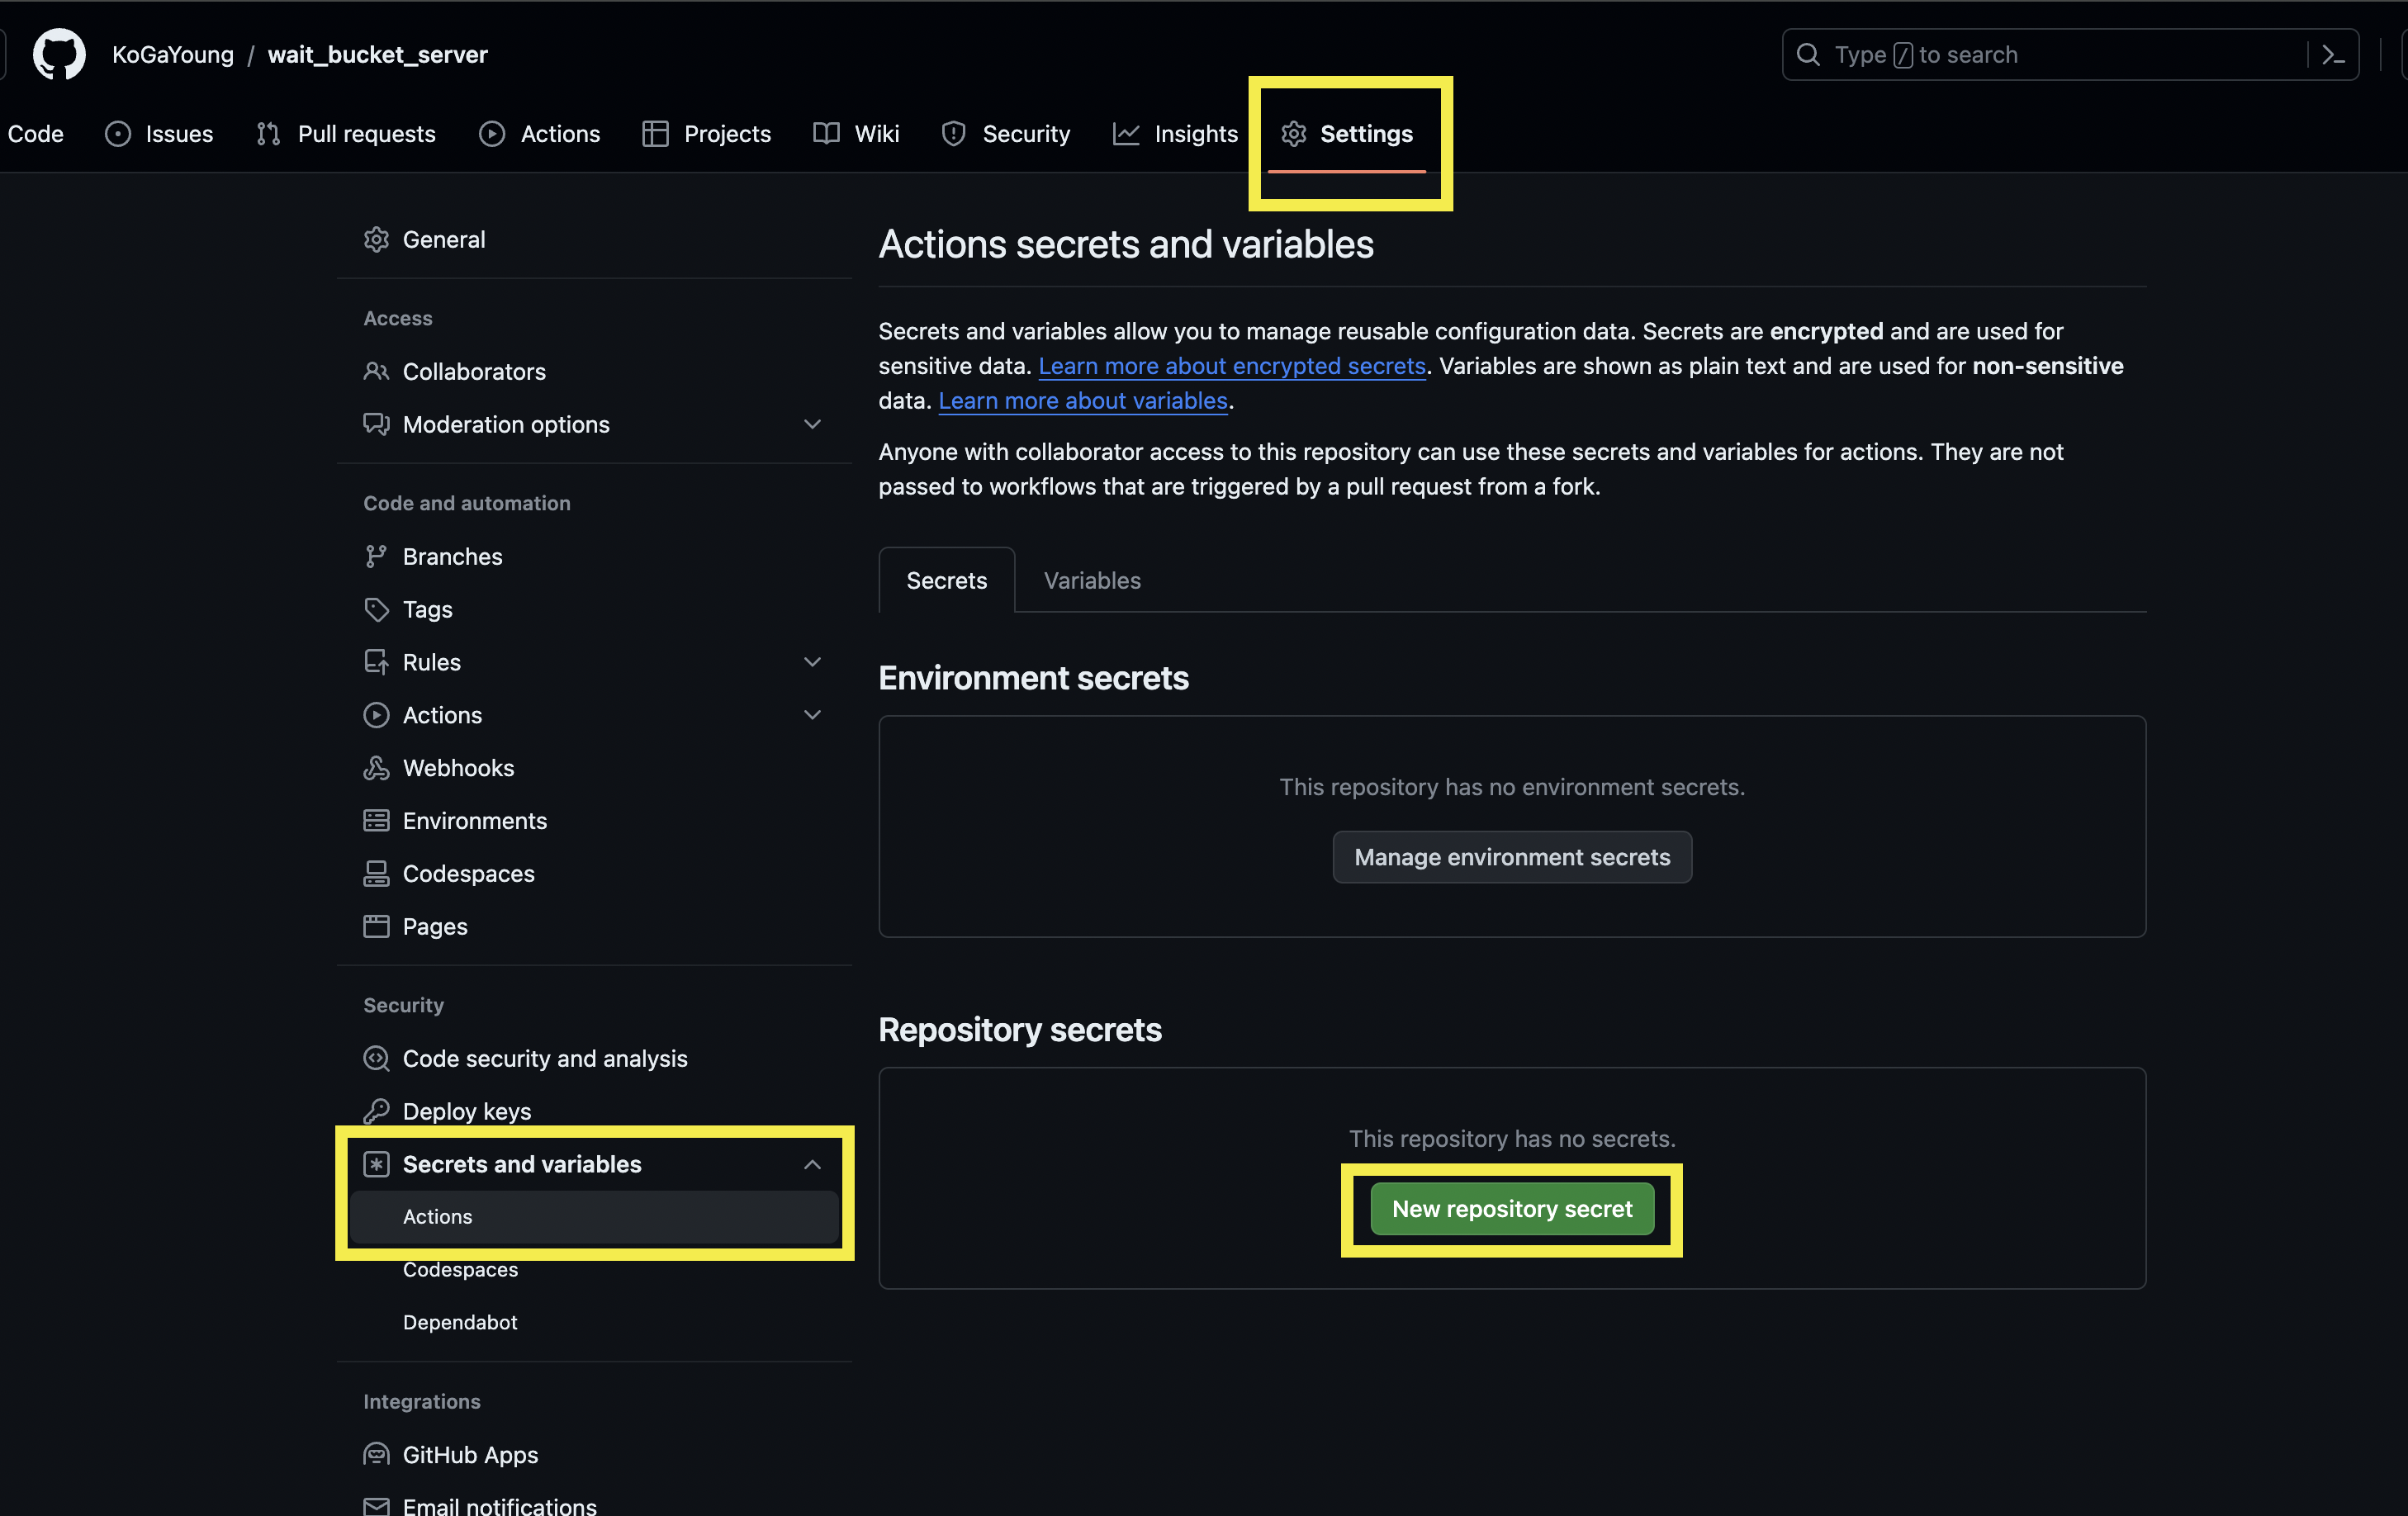 KoGaYoung / wait_bucket_server
Type / to search
Code
Issues
Pull requests
Actions
Projects
Wiki
Security
Insights
Settings
General
Access
Collaborators
Moderation options
Code and automation
Branches
Tags
Rules
Actions
Webhooks
Environments
Codespaces
Pages
Security
Code security and analysis
Deploy keys
Secrets and variables
Actions
Codespaces
Dependabot
Integrations
GitHub Apps
Email notifications
Actions secrets and variables
Secrets and variables allow you to manage reusable configuration data. Secrets are encrypted and are used for
sensitive data. Learn more about encrypted secrets. Variables are shown as plain text and are used for non-sensitive
data. Learn more about variables.
Anyone with collaborator access to this repository can use these secrets and variables for actions. They are not
passed to workflows that are triggered by a pull request from a fork.
Secrets
Variables
Environment secrets
This repository has no environment secrets.
Manage environment secrets
Repository secrets
This repository has no secrets.
New repository secret